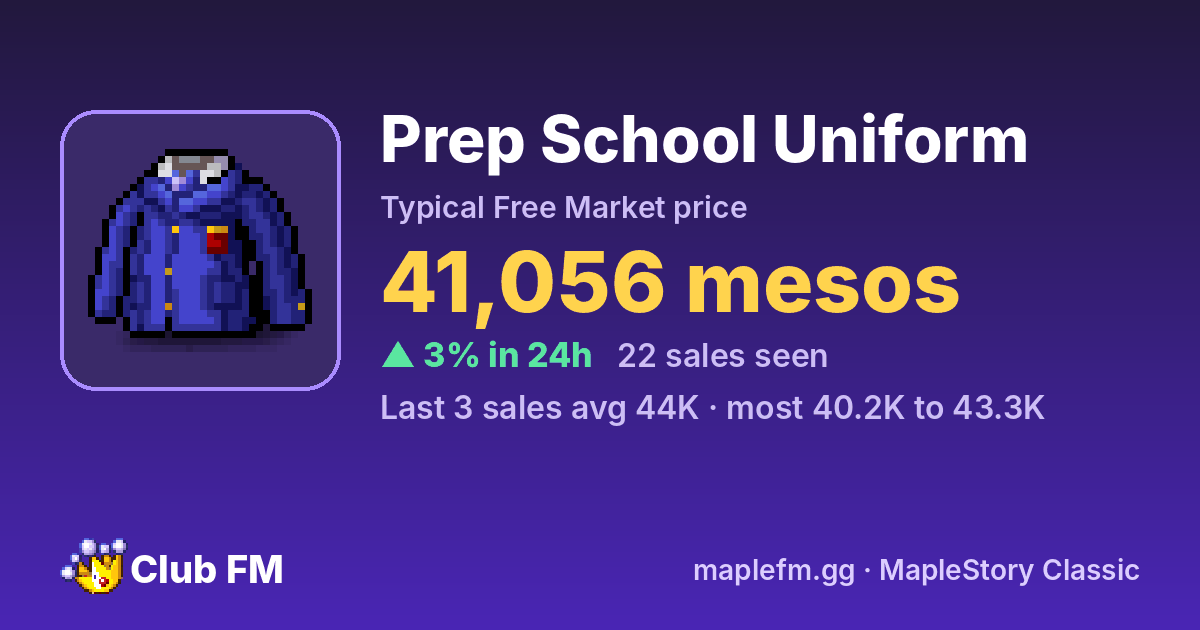 Prep School Uniform
Typical Free Market price
41,056 mesos
▲ 3% in 24h 22 sales seen
Last 3 sales avg 44K · most 40.2K to 43.3K
Club FM
maplefm.gg · MapleStory Classic